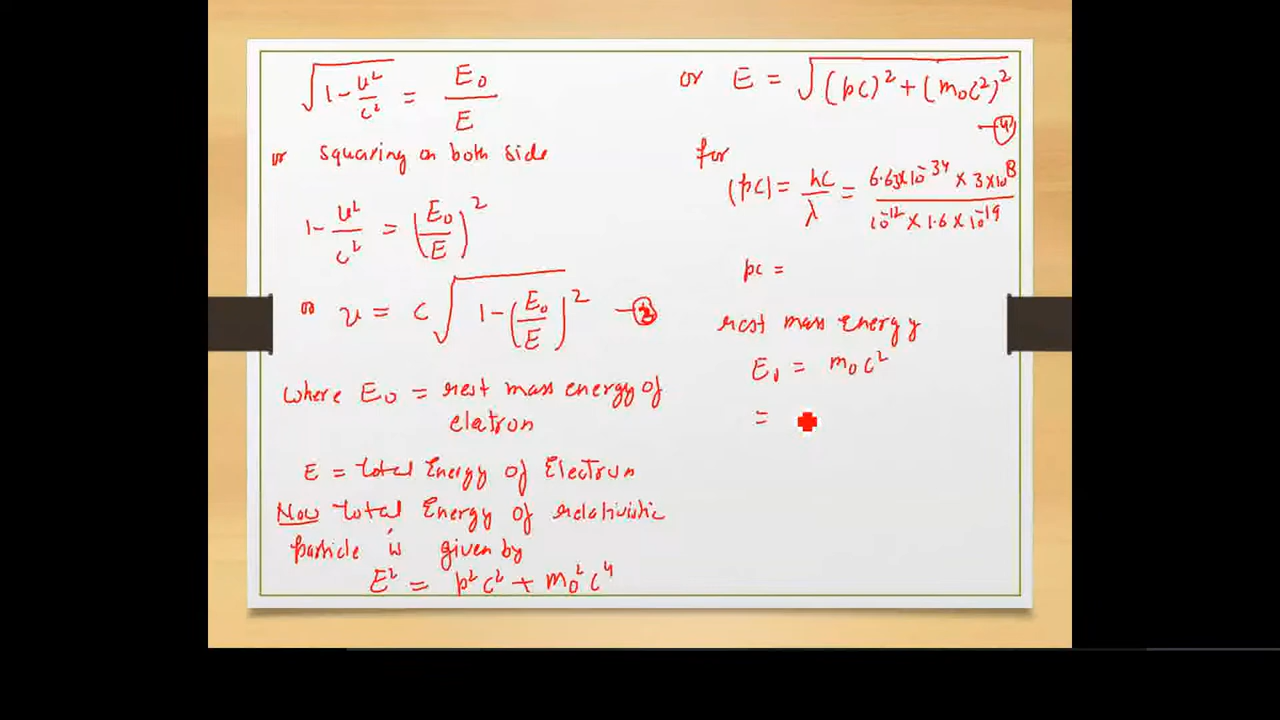 √(1-u²/c²) = E₀/E
or squaring on both side
1-u²/c² = (E₀/E)²
or v = c√(1-(E₀/E)²) —②
where E₀ = rest mass energy of
elatron
E = total Energy of Electron
Now total Energy of relativistic
particle is given by
E² = p²c² + m₀²c⁴
or E = √((pc)² + (m₀c²)²)
—④
for
(pc) = hc/λ = (6.63×10⁻³⁴ × 3×10⁸)/(10⁻¹² × 1.6×10⁻¹⁹)
pc =
rest mass energy
E₀ = m₀c²
=